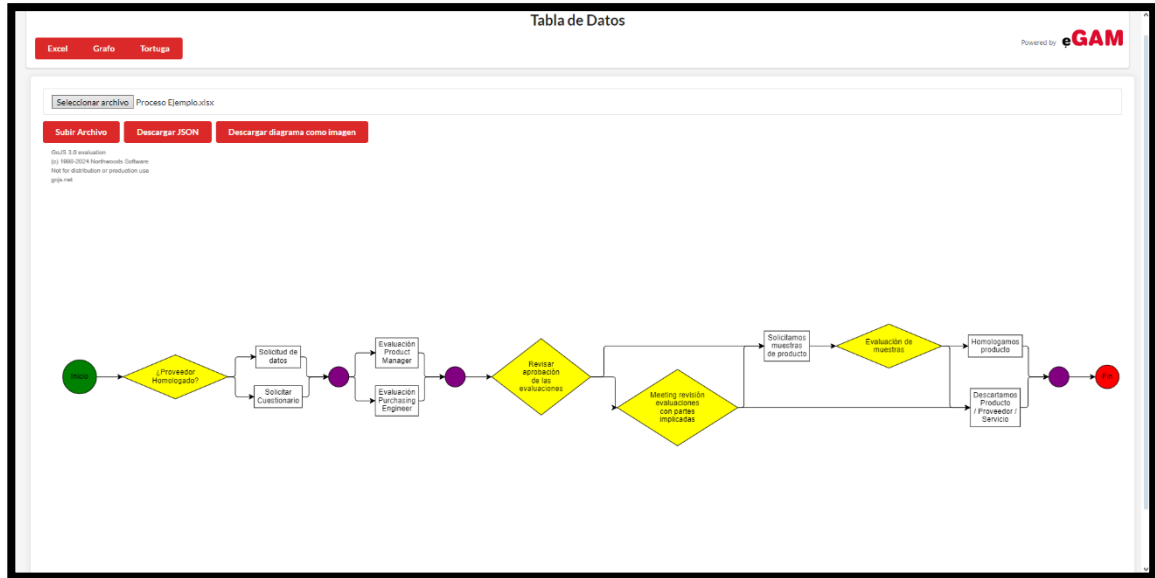 Tabla de Datos
Excel Grafo Tortuga
Powered by eGAM
Seleccionar archivo Proceso Ejemplo.xlsx
Subir Archivo Descargar JSON Descargar diagrama como imagen
GoJS 3.0 evaluation
(c) 1998-2024 Northwoods Software
Not for distribution or production use
gojs.net
Inicio
¿Proveedor
Homologado?
Solicitud de
datos
Solicitar
Cuestionario
Evaluación
Product
Manager
Evaluación
Purchasing
Engineer
Revisar
aprobación
de las
evaluaciones
Meeting revisión
evaluaciones
con partes
implicadas
Solicitamos
muestras
de producto
Evaluación de
muestras
Homologamos
producto
Descartamos
Producto
/ Proveedor /
Servicio
Fin